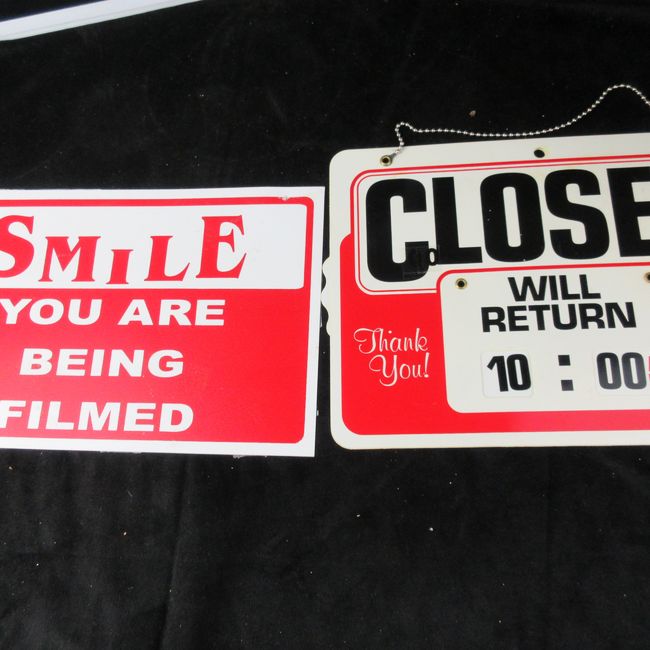 SMILE
YOU ARE
BEING
FILMED
CLOSE
WILL
RETURN
Thank
You!
10 : 00